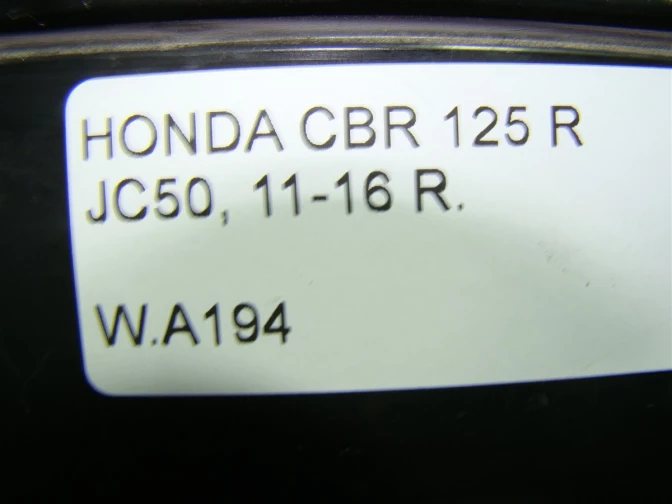 HONDA CBR 125 R
JC50, 11-16 R.
W.A194